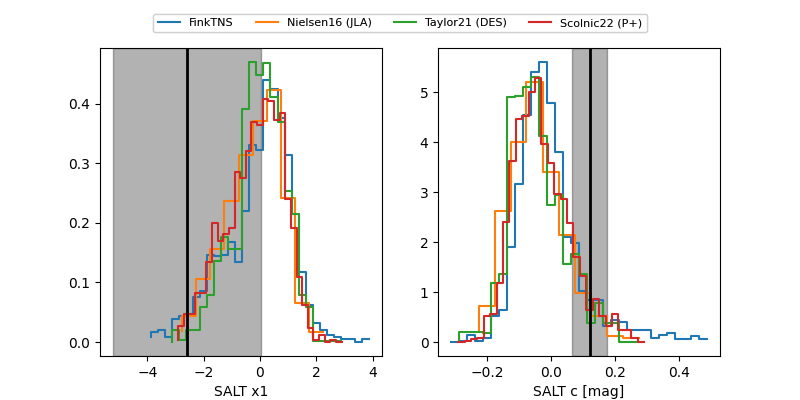 FinkTNS Nielsen16 (JLA) Taylor21 (DES) Scolnic22 (P+)
0.4
0.3
0.2
0.1
0.0
−4 −2 0 2 4
SALT x1
5
4
3
2
1
0
−0.2 0.0 0.2 0.4
SALT c [mag]